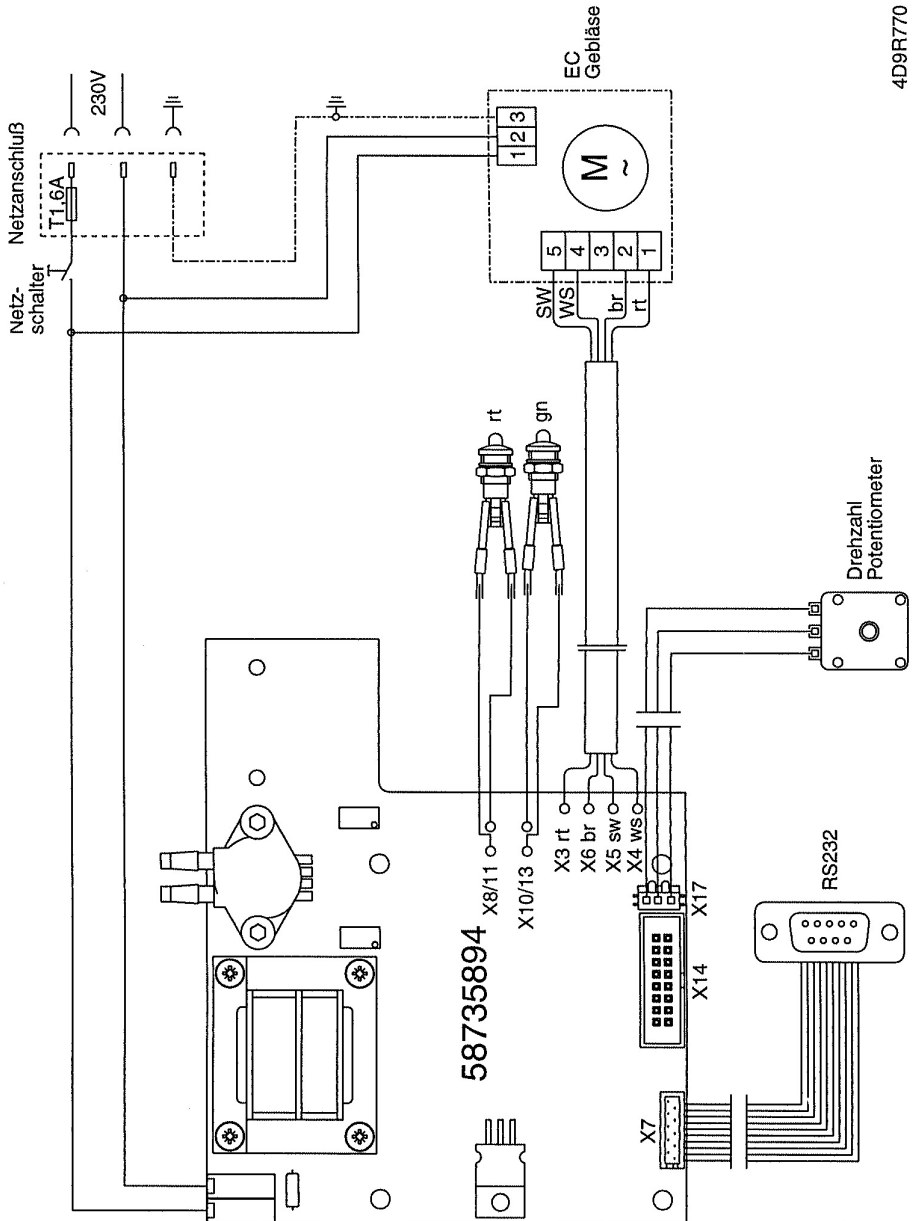 Netzanschluß
230V
T1.6A
Netz-
schalter
EC
Gebläse
1 2 3
M
~
5 4 3 2 1
SW
WS
br
rt
rt
gn
Drehzahl
Potentiometer
58735894
X8/11
X10/13
X3 rt
X6 br
X5 sw
X4 ws
X17
X14
X7
RS232
4D9R770